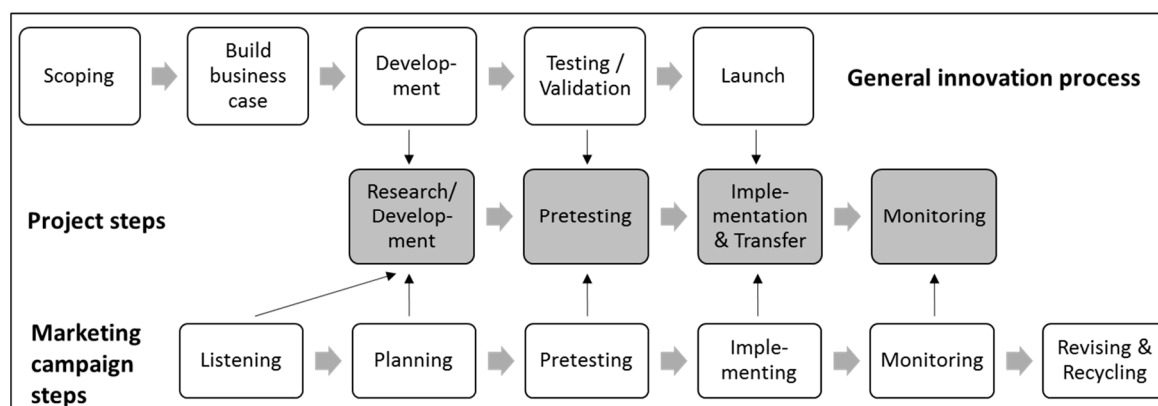 Scoping
Build
business
case
Develop-
ment
Testing /
Validation
Launch
General innovation process
Project steps
Research/
Develop-
ment
Pretesting
Imple-
mentation
& Transfer
Monitoring
Marketing
campaign
steps
Listening
Planning
Pretesting
Imple-
menting
Monitoring
Revising &
Recycling